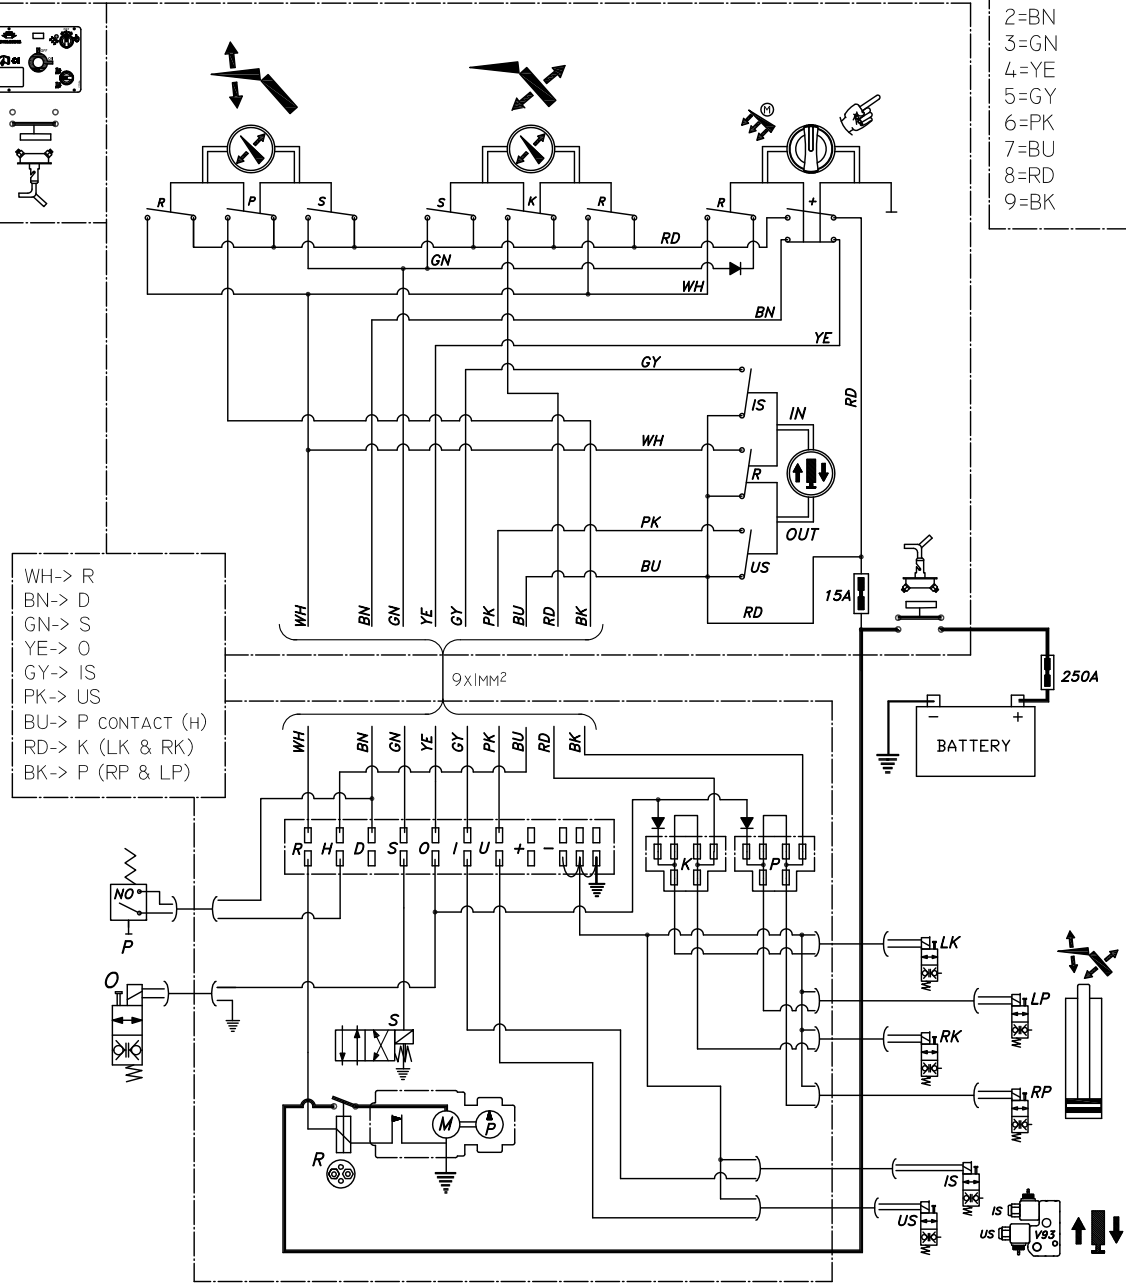 2=BN
3=GN
4=YE
5=GY
6=PK
7=BU
8=RD
9=BK
M
R P S
S K R
R +
RD
GN
WH
BN
YE
GY
RD
IS
IN
WH
R
PK
OUT
BU
US
RD
15A
WH BN GN YE GY PK BU RD BK
WH-> R
BN-> D
GN-> S
YE-> O
GY-> IS
PK-> US
BU-> P CONTACT (H)
RD-> K (LK & RK)
BK-> P (RP & LP)
9X1MM²
250A
- +
BATTERY
WH BN GN YE GY PK BU RD BK
R H D S O I U + -
K P
NO
P
O
S
M P
R
LK
LP
RK
RP
IS
US
IS
US
V93